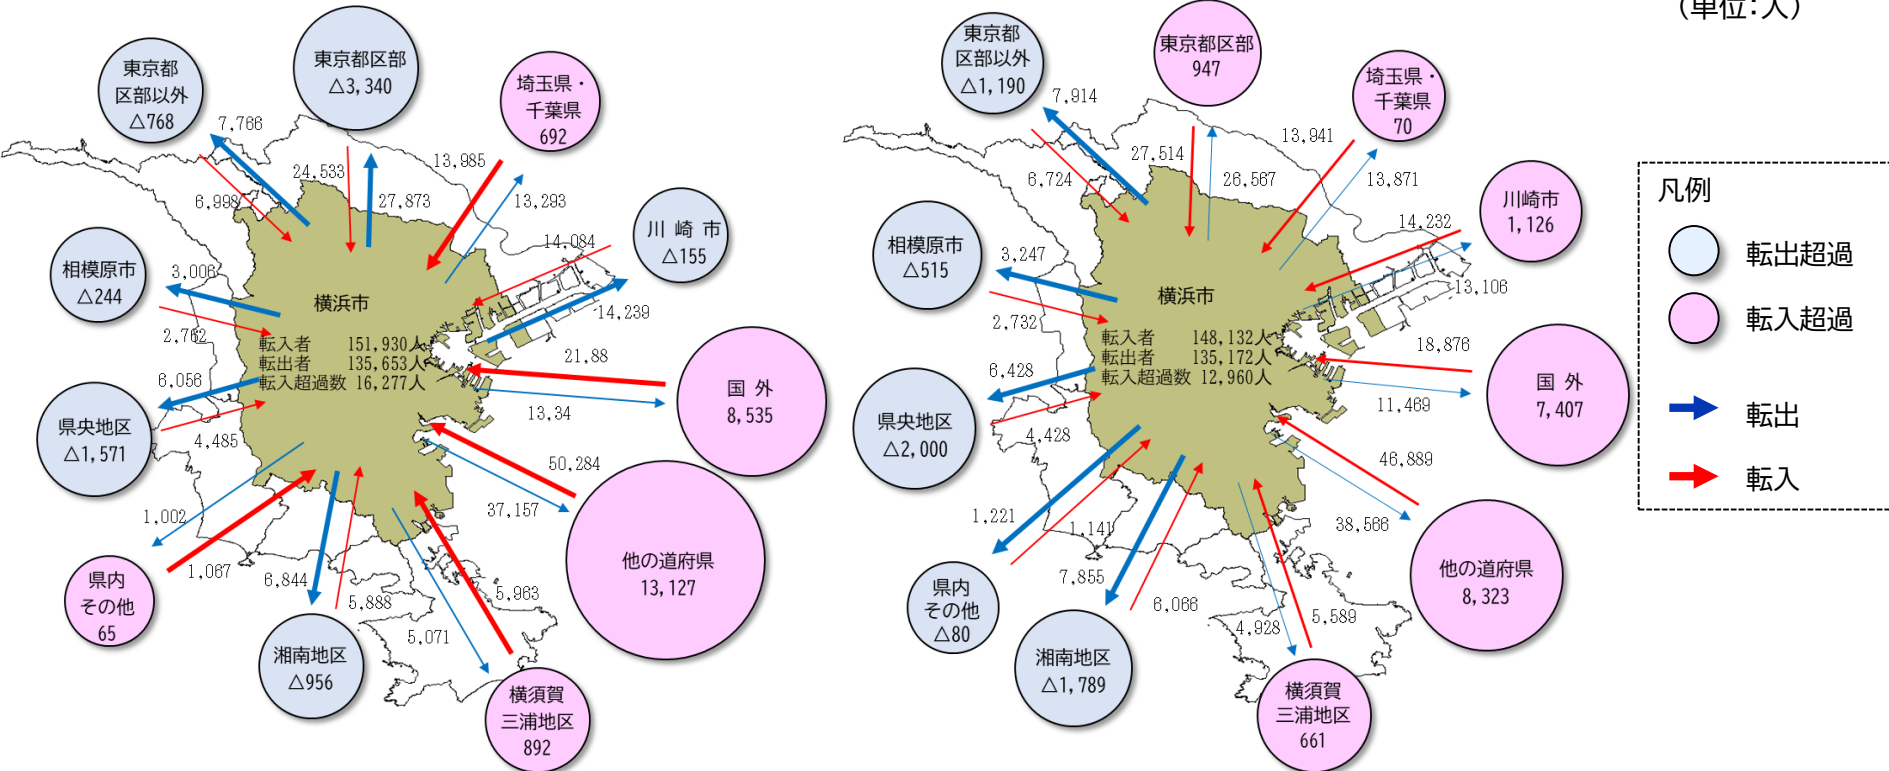 （単位：人）
東京都
区部以外
△768
東京都区部
△3,340
埼玉県・
千葉県
692
7,766
6,998
24,533
27,873
13,985
13,293
川 崎 市
△155
14,084
14,239
相模原市
△244
3,006
2,762
横浜市
転入者 151,930人
転出者 135,653人
転入超過数 16,277人
21,88
13,34
国 外
8,535
6,056
4,485
県央地区
△1,571
50,284
37,157
他の道府県
13,127
1,002
1,067
県内
その他
65
6,844
5,888
湘南地区
△956
5,963
5,071
横須賀
三浦地区
892
東京都
区部以外
△1,190
東京都区部
947
埼玉県・
千葉県
70
7,914
6,724
27,514
26,567
13,941
13,871
川崎市
1,126
14,232
13,106
相模原市
△515
3,247
2,732
横浜市
転入者 148,132人
転出者 135,172人
転入超過数 12,960人
18,876
11,469
国 外
7,407
6,428
4,428
県央地区
△2,000
46,889
38,566
他の道府県
8,323
1,221
1,141
県内
その他
△80
7,855
6,066
湘南地区
△1,789
5,589
4,928
横須賀
三浦地区
661
凡例
転出超過
転入超過
転出
転入